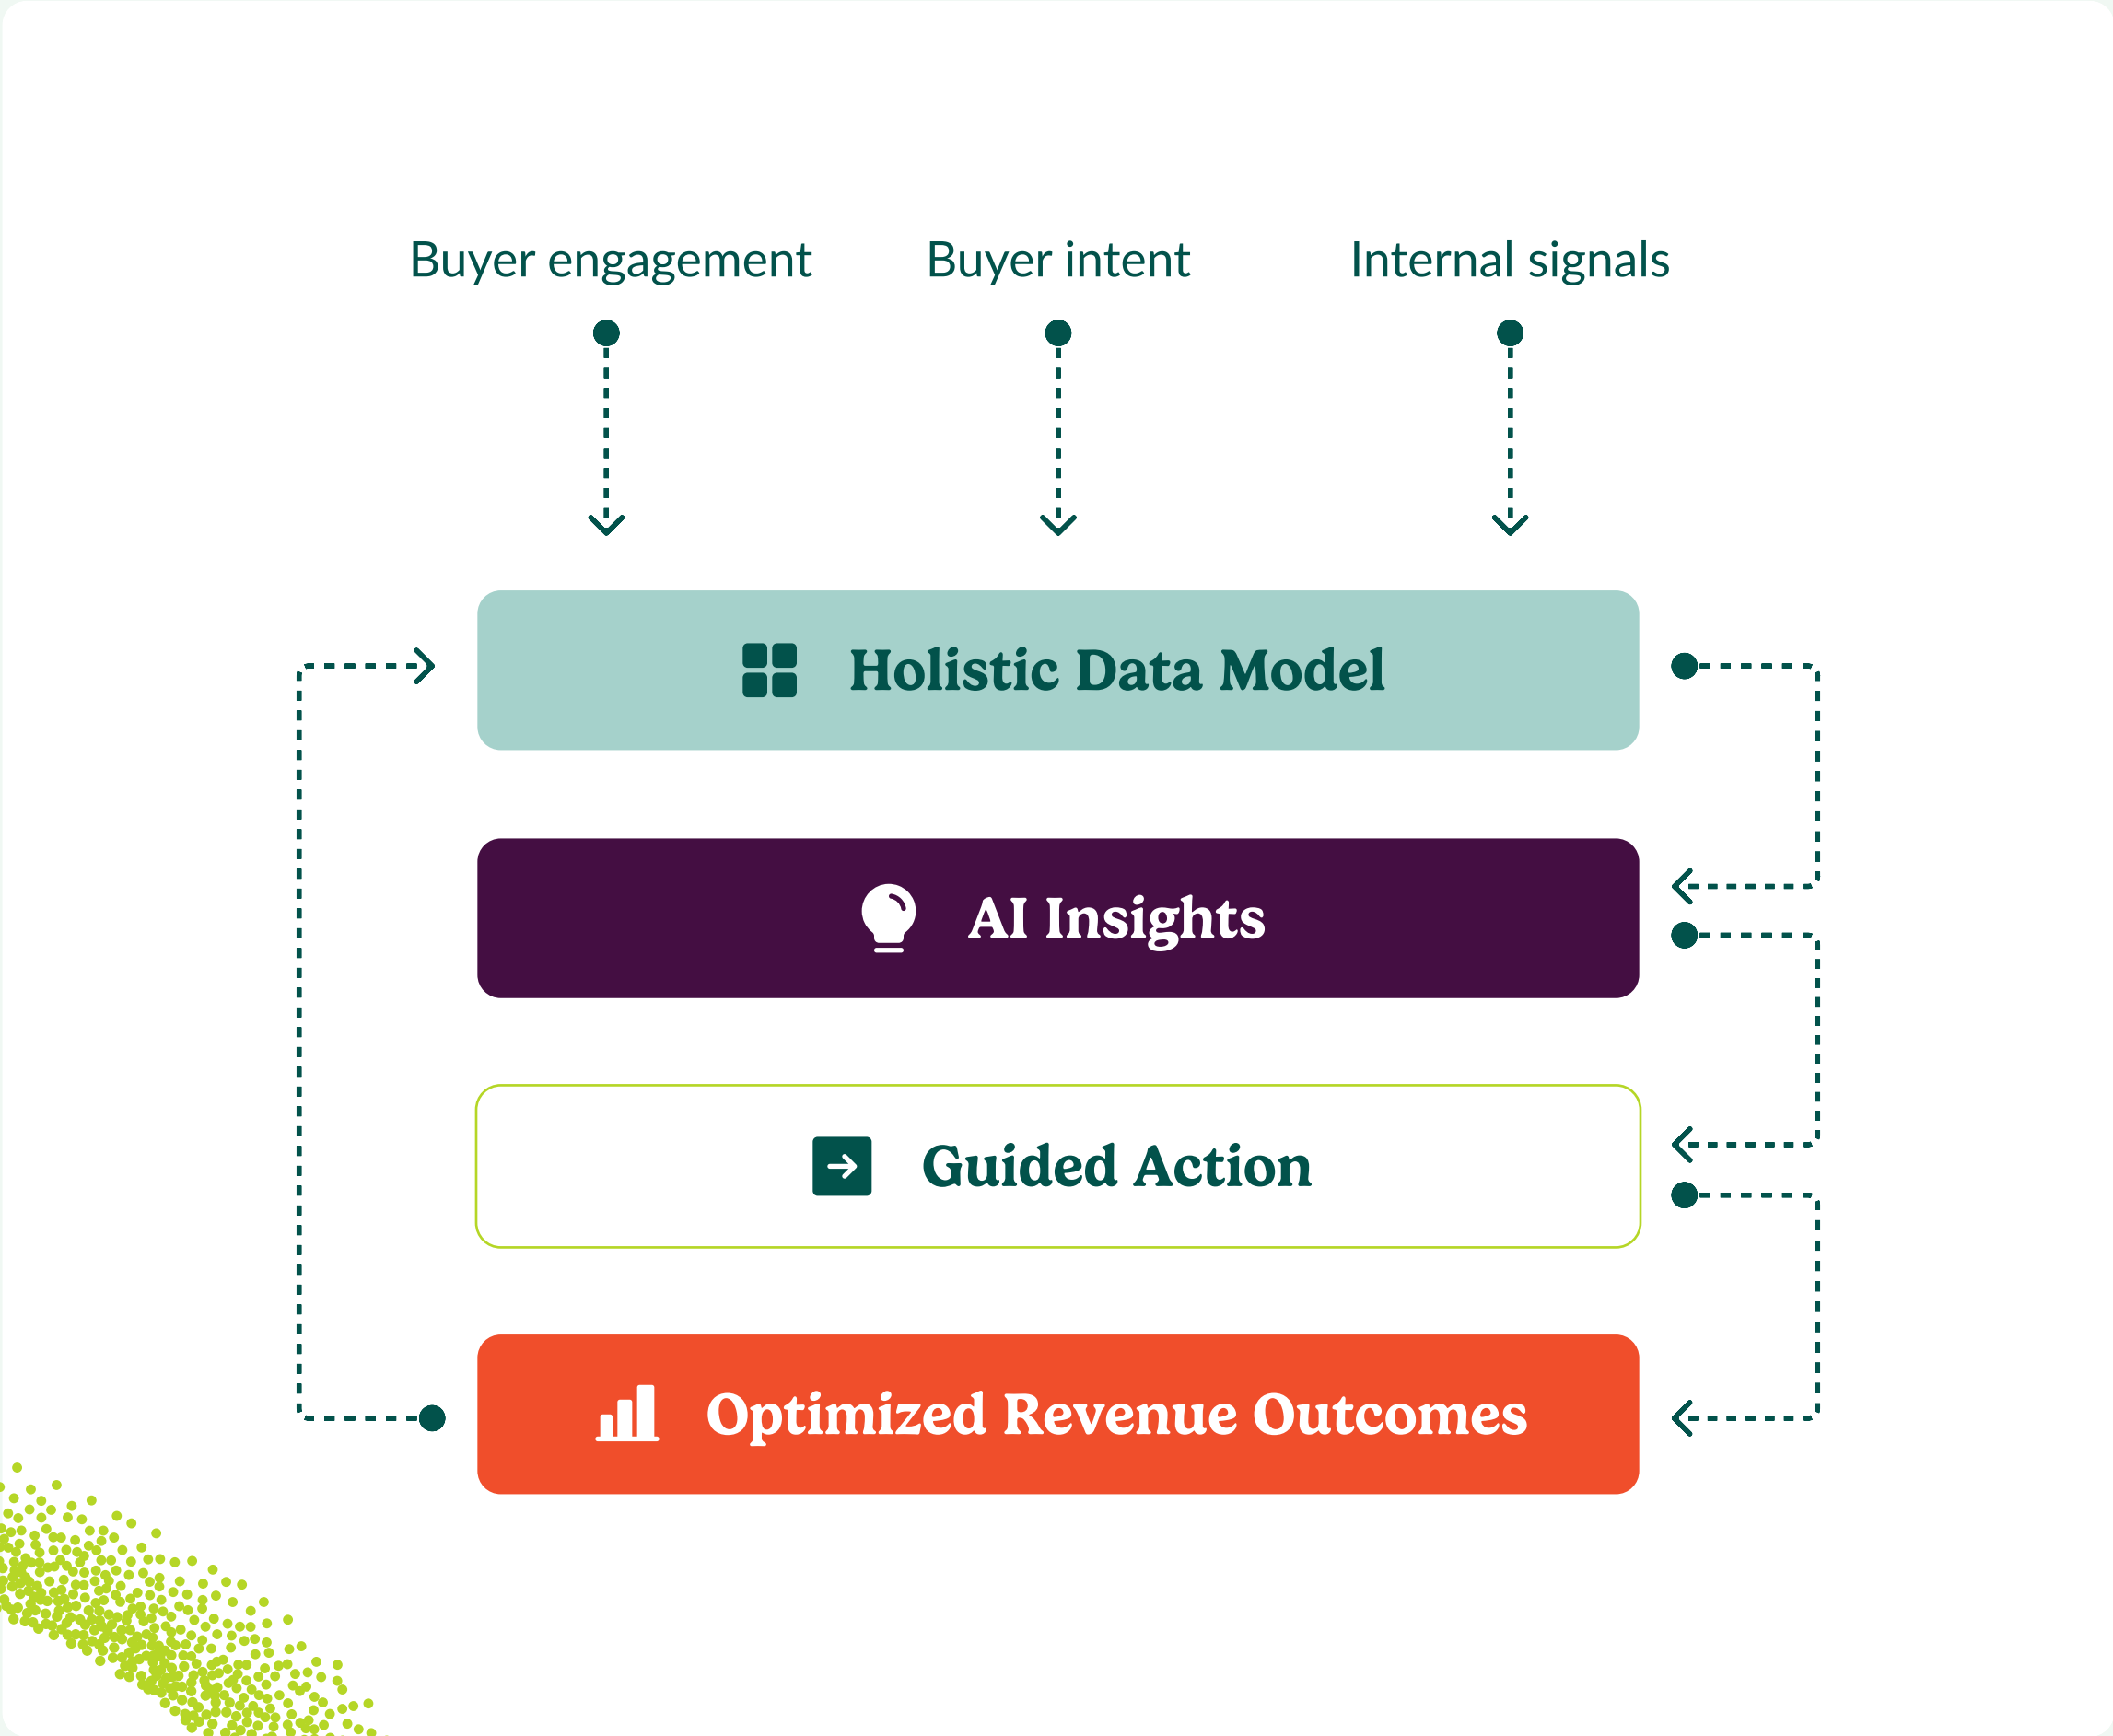 Buyer engagement
Buyer intent
Internal signals
Holistic Data Model
AI Insights
Guided Action
Optimized Revenue Outcomes